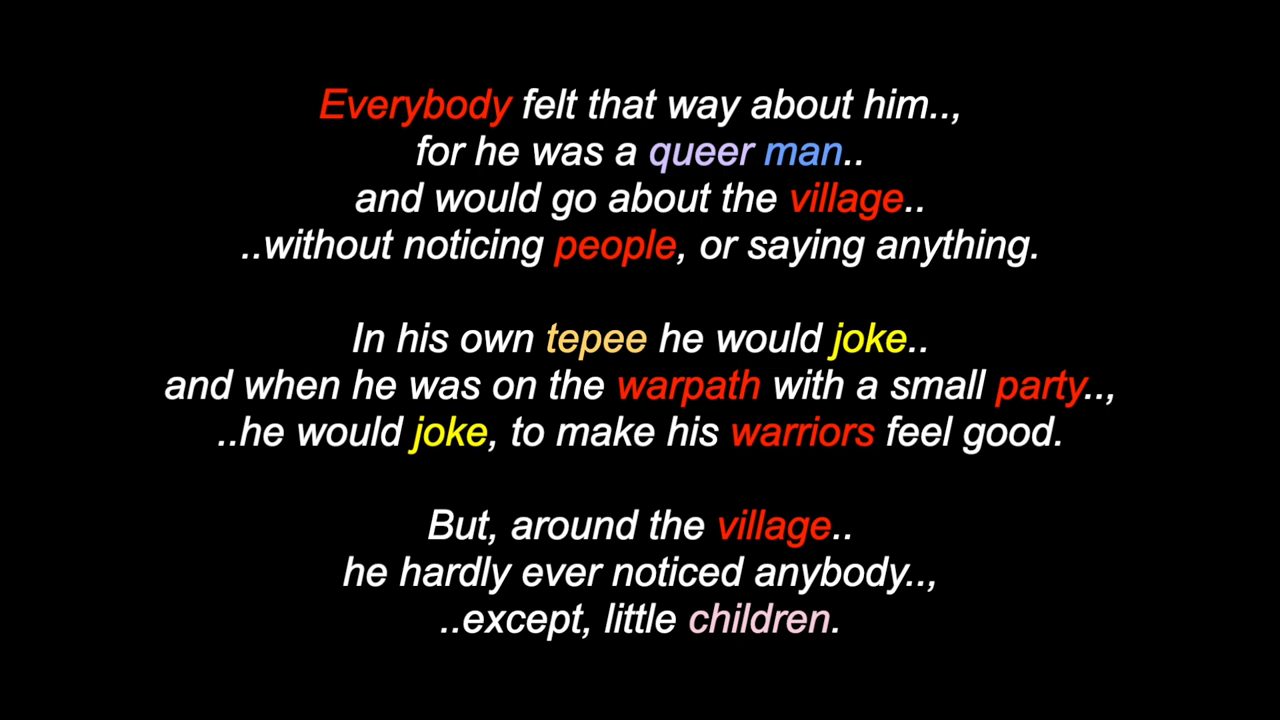 Everybody felt that way about him..,
for he was a queer man..
and would go about the village..
..without noticing people, or saying anything.
In his own tepee he would joke..
and when he was on the warpath with a small party..,
..he would joke, to make his warriors feel good.
But, around the village..
he hardly ever noticed anybody..,
..except, little children.